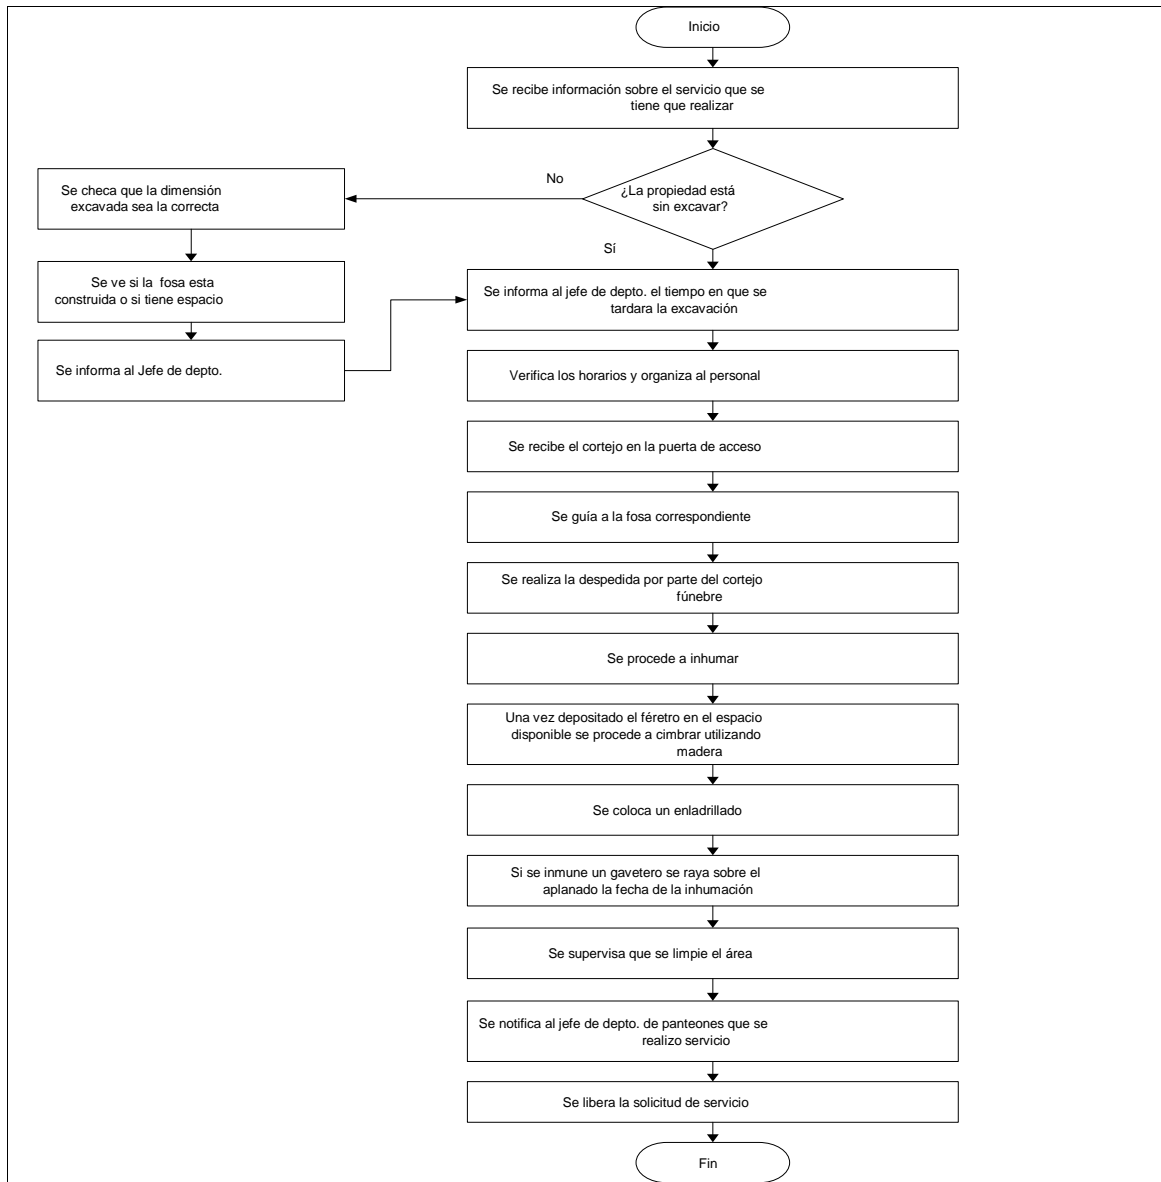 Inicio
Se recibe información sobre el servicio que se
tiene que realizar
¿La propiedad está
sin excavar?
No
Se checa que la dimensión
excavada sea la correcta
Se ve si la fosa esta
construida o si tiene espacio
Se informa al Jefe de depto.
Sí
Se informa al jefe de depto. el tiempo en que se
tardara la excavación
Verifica los horarios y organiza al personal
Se recibe el cortejo en la puerta de acceso
Se guía a la fosa correspondiente
Se realiza la despedida por parte del cortejo
fúnebre
Se procede a inhumar
Una vez depositado el féretro en el espacio
disponible se procede a cimbrar utilizando
madera
Se coloca un enladrillado
Si se inmune un gavetero se raya sobre el
aplanado la fecha de la inhumación
Se supervisa que se limpie el área
Se notifica al jefe de depto. de panteones que se
realizo servicio
Se libera la solicitud de servicio
Fin